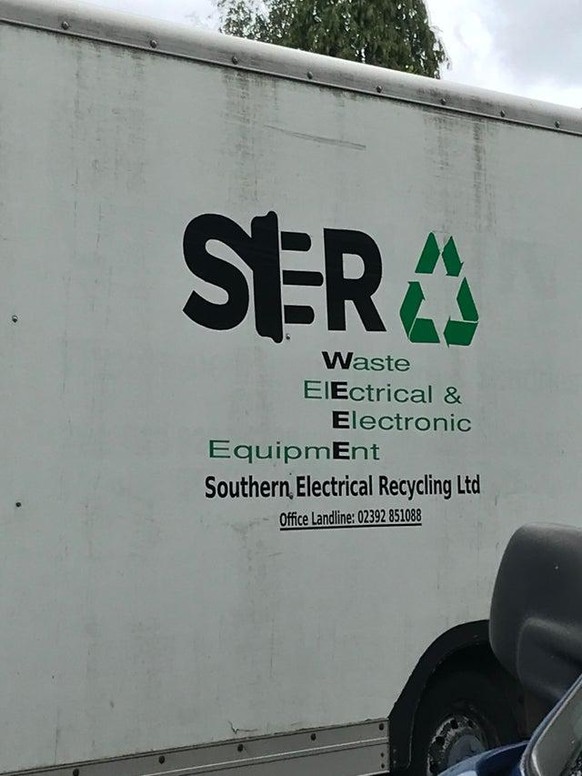 SER
Waste
ElEctrical &
Electronic
EquipmEnt
Southern Electrical Recycling Ltd
Office Landline: 02392 851088